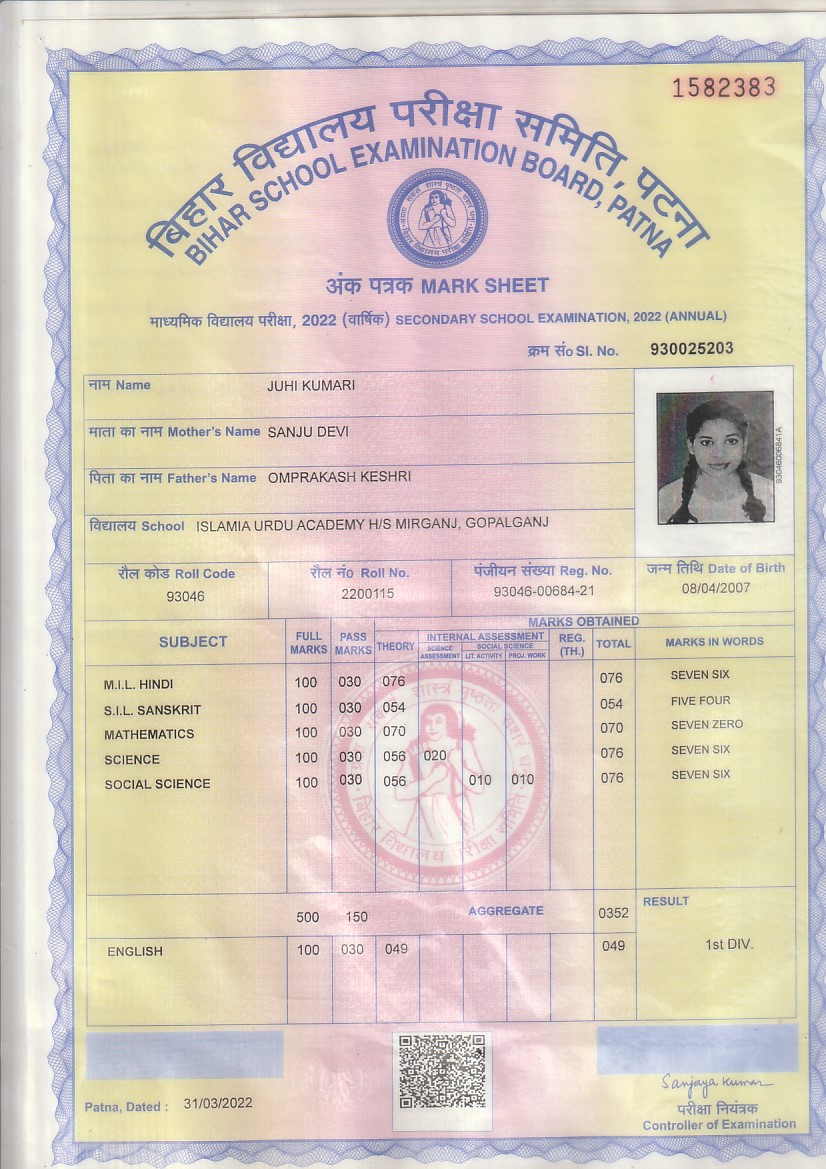 1582383
बिहार विद्यालय परीक्षा समिति, पटना
BIHAR SCHOOL EXAMINATION BOARD, PATNA
अंक पत्रक MARK SHEET
माध्यमिक विद्यालय परीक्षा, 2022 (वार्षिक) SECONDARY SCHOOL EXAMINATION, 2022 (ANNUAL)
क्रम सं० Sl. No. 930025203
नाम Name JUHI KUMARI
माता का नाम Mother's Name SANJU DEVI
पिता का नाम Father's Name OMPRAKASH KESHRI
विद्यालय School ISLAMIA URDU ACADEMY H/S MIRGANJ, GOPALGANJ
93046006841A
रौल कोड Roll Code रौल नं० Roll No. पंजीयन संख्या Reg. No. जन्म तिथि Date of Birth
93046 2200115 93046-00684-21 08/04/2007
MARKS OBTAINED
SUBJECT FULL MARKS PASS MARKS THEORY INTERNAL ASSESSMENT REG. (TH.) TOTAL MARKS IN WORDS
SCIENCE ASSESSMENT SOCIAL SCIENCE LIT. ACTIVITY PROJ. WORK
M.I.L. HINDI 100 030 076 076 SEVEN SIX
S.I.L. SANSKRIT 100 030 054 054 FIVE FOUR
MATHEMATICS 100 030 070 070 SEVEN ZERO
SCIENCE 100 030 056 020 076 SEVEN SIX
SOCIAL SCIENCE 100 030 056 010 010 076 SEVEN SIX
बिहार विद्यालय परीक्षा समिति
500 150 AGGREGATE 0352 RESULT
ENGLISH 100 030 049 049 1st DIV.
Patna, Dated : 31/03/2022
Sanjaya Kumar
परीक्षा नियंत्रक
Controller of Examination